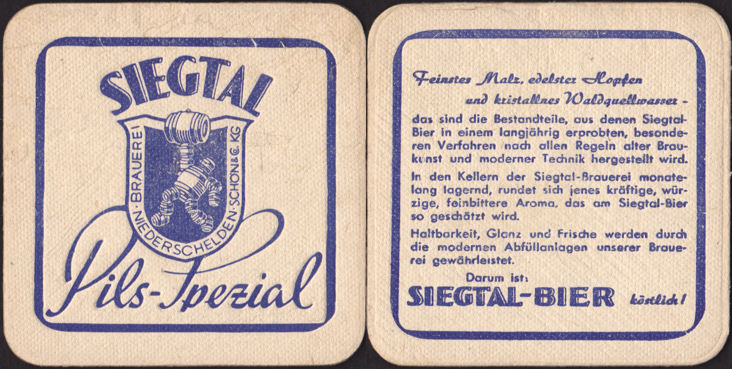 SIEGTAL
BRAUEREI NIEDERSCHELDEN · SCHON & C. KG
Pils-Spezial
Feinstes Malz, edelster Hopfen
und kristallnes Waldquellwasser -
das sind die Bestandteile, aus denen Siegtal-
Bier in einem langjährig erprobten, besonde-
ren Verfahren nach allen Regeln alter Brau-
kunst und moderner Technik hergestellt wird.
In den Kellern der Siegtal-Brauerei monate-
lang lagernd, rundet sich jenes kräftige, wür-
zige, feinbittere Aroma, das am Siegtal-Bier
so geschätzt wird.
Haltbarkeit, Glanz und Frische werden durch
die modernen Abfüllanlagen unserer Braue-
rei gewährleistet.
Darum ist:
SIEGTAL-BIER köstlich!